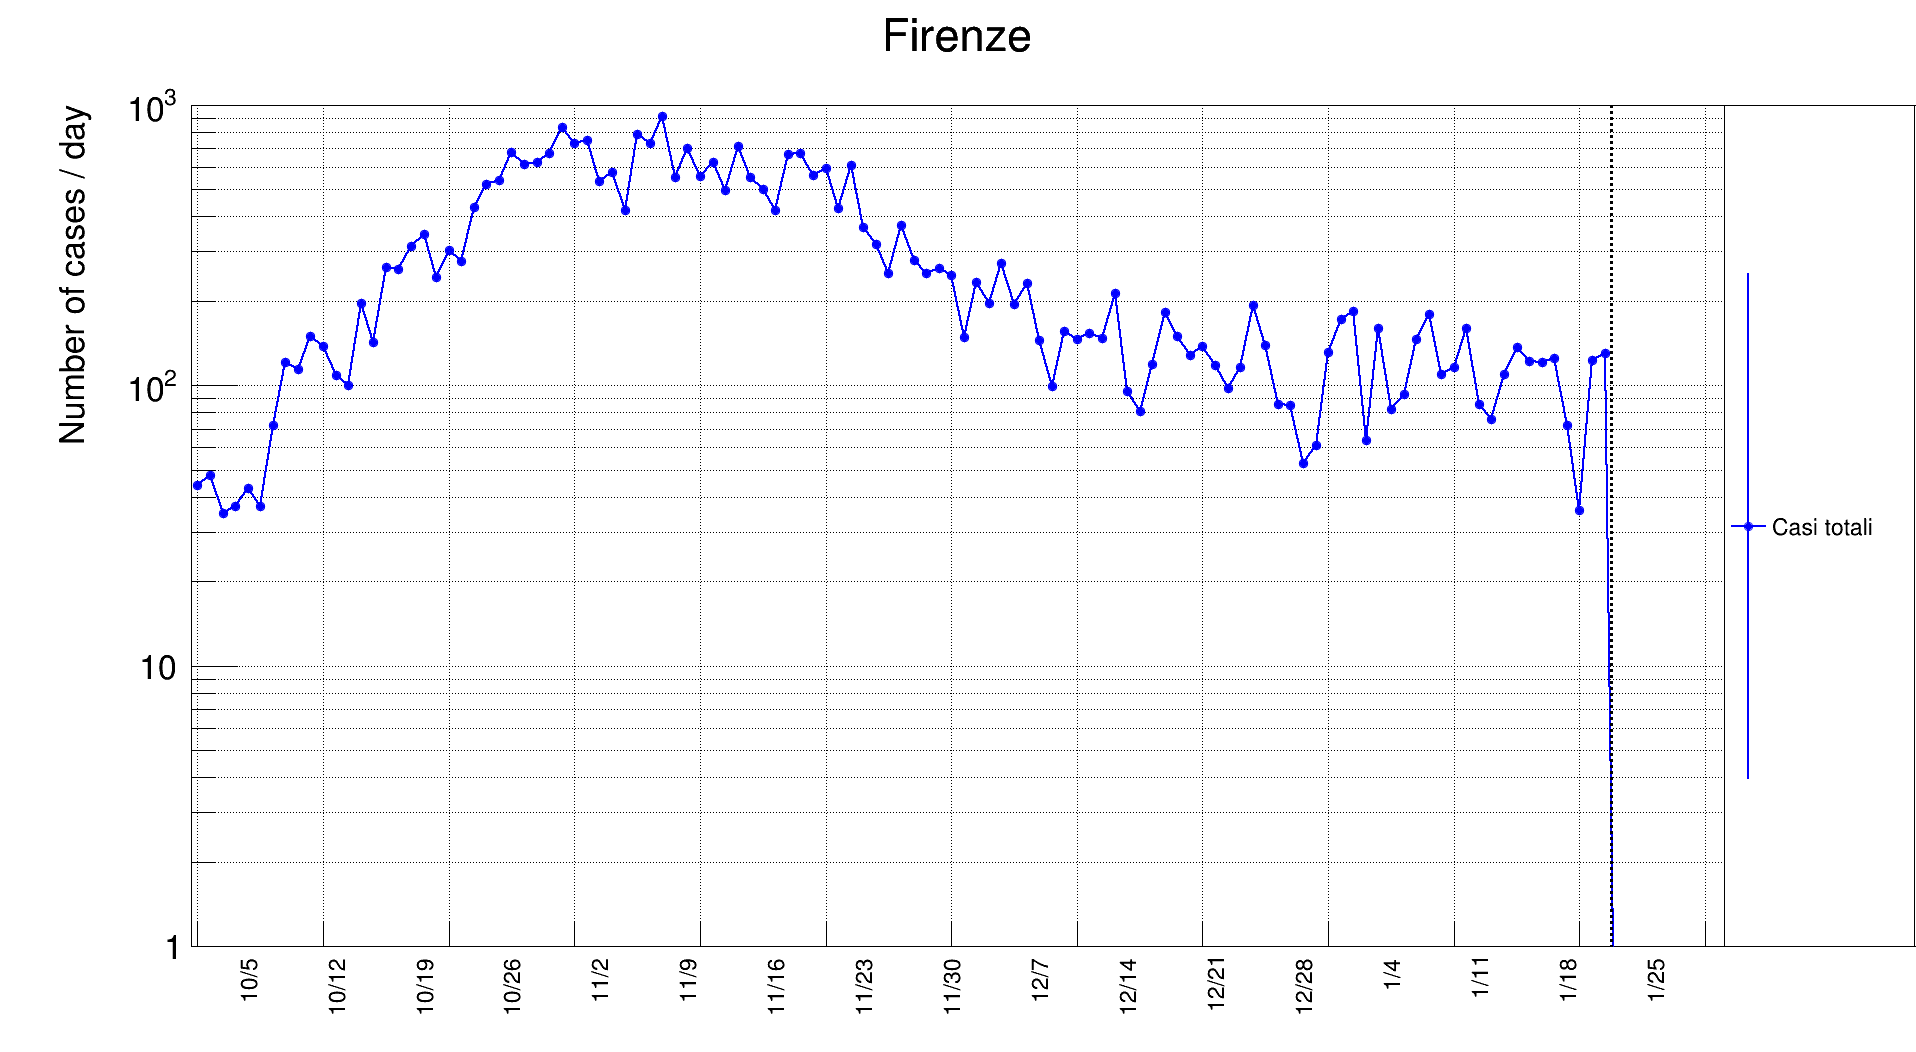 Firenze
Number of cases / day
10³
10²
10
1
10/5 10/12 10/19 10/26 11/2 11/9 11/16 11/23 11/30 12/7 12/14 12/21 12/28 1/4 1/11 1/18 1/25
Casi totali